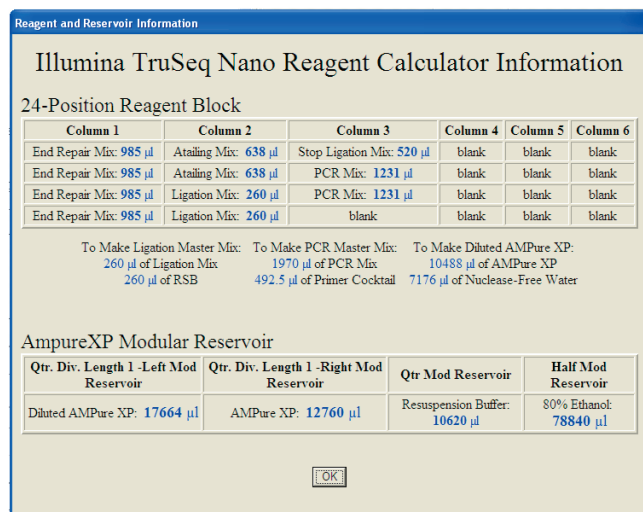 Reagent and Reservoir Information
Illumina TruSeq Nano Reagent Calculator Information
24-Position Reagent Block
Column 1 Column 2 Column 3 Column 4 Column 5 Column 6
End Repair Mix: 985 µl Atailing Mix: 638 µl Stop Ligation Mix: 520 µl blank blank blank
End Repair Mix: 985 µl Atailing Mix: 638 µl PCR Mix: 1231 µl blank blank blank
End Repair Mix: 985 µl Ligation Mix: 260 µl PCR Mix: 1231 µl blank blank blank
End Repair Mix: 985 µl Ligation Mix: 260 µl blank blank blank blank
To Make Ligation Master Mix: To Make PCR Master Mix: To Make Diluted AMPure XP:
260 µl of Ligation Mix 1970 µl of PCR Mix 10488 µl of AMPure XP
260 µl of RSB 492.5 µl of Primer Cocktail 7176 µl of Nuclease-Free Water
AmpureXP Modular Reservoir
Qtr. Div. Length 1 -Left Mod Qtr. Div. Length 1 -Right Mod Qtr Mod Reservoir Half Mod
Reservoir Reservoir Reservoir
Diluted AMPure XP: 17664 µl AMPure XP: 12760 µl Resuspension Buffer: 80% Ethanol:
10620 µl 78840 µl
OK